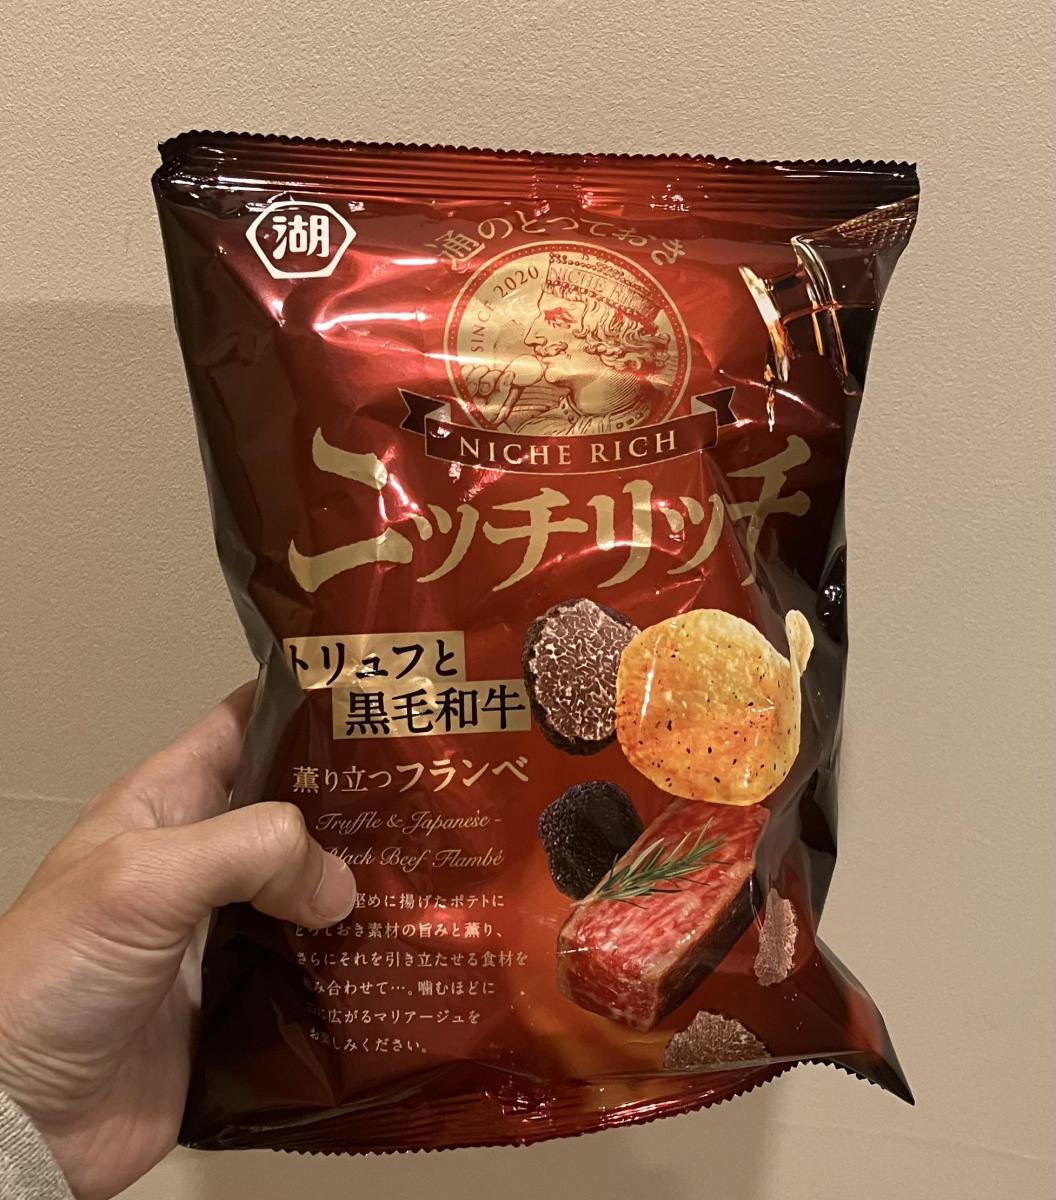 湖
通のとっておき
SINCE 2020
NICHE RICH
NICHE RICH
ニッチリッチ
トリュフと
黒毛和牛
薫り立つフランベ
Truffle & Japanese -
Black Beef Flambé
堅めに揚げたポテトに
とっておき素材の旨みと薫り、
さらにそれを引き立たせる食材を
み合わせて…。噛むほどに
に広がるマリアージュを
お楽しみください。